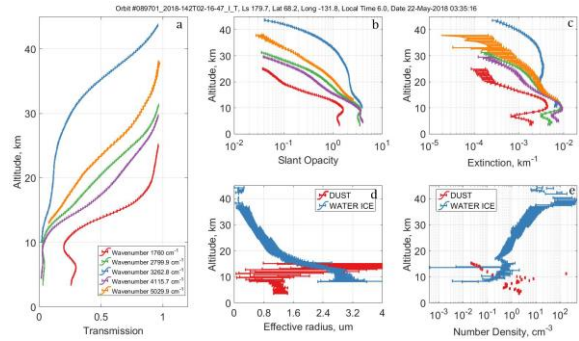 Orbit #089701_2018-142T02-16-47_I_T, Ls 179.7, Lat 68.2, Long -131.8, Local Time 6.0, Date 22-May-2018 03:35:16
a
Altitude, km
40
30
20
10
0
0 0.5 1
Transmission
Wavenumber 1760 cm⁻¹
Wavenumber 2799.9 cm⁻¹
Wavenumber 3262.8 cm⁻¹
Wavenumber 4115.7 cm⁻¹
Wavenumber 5029.9 cm⁻¹
b
Altitude, km
40
30
20
10
0
10⁻² 10⁻¹ 10⁰ 10¹
Slant Opacity
c
Altitude, km
40
30
20
10
0
10⁻⁵ 10⁻⁴ 10⁻³ 10⁻² 10⁻¹
Extinction, km⁻¹
d
DUST
WATER ICE
Altitude, km
40
20
0
0 0.8 1.6 2.4 3.2 4
Effective radius, um
e
DUST
WATER ICE
Altitude, km
40
20
0
10⁻² 10⁰ 10²
Number Density, cm⁻³